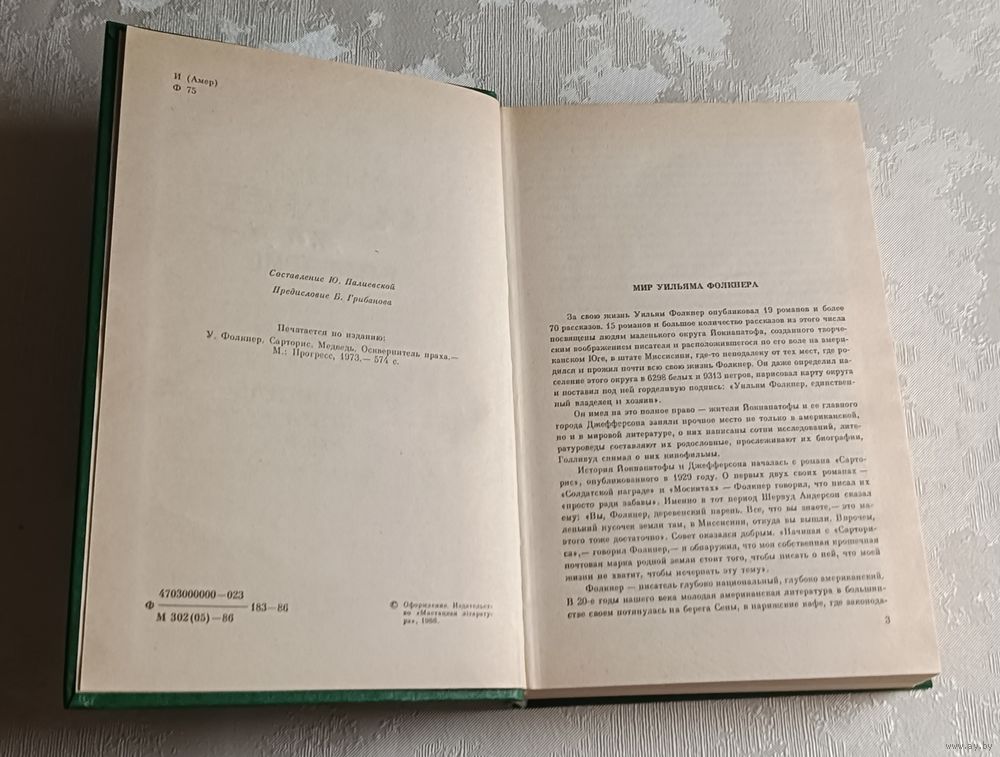 И (Амер)
Ф 75
Составление Ю. Палиевской
Предисловие Б. Грибанова
Печатается по изданию:
У. Фолкнер. Сарторис. Медведь. Осквернитель праха.—
М.: Прогресс, 1973.— 574 с.
4703000000—023
Ф 183—86
М 302(05)—86
© Оформление. Издательст-
во «Мастацкая літарату-
ра», 1986.
МИР УИЛЬЯМА ФОЛКНЕРА
За свою жизнь Уильям Фолкнер опубликовал 19 романов и более
70 рассказов. 15 романов и большое количество рассказов из этого числа
посвящены людям маленького округа Йокнапатофа, созданного творче-
ским воображением писателя и расположившегося по его воле на амери-
канском Юге, в штате Миссисипи, где-то неподалеку от тех мест, где ро-
дился и прожил почти всю свою жизнь Фолкнер. Он даже определил на-
селение этого округа в 6298 белых и 9313 негров, нарисовал карту округа
и поставил под ней горделивую подпись: «Уильям Фолкнер, единствен-
ный владелец и хозяин».
Он имел на это полное право — жители Йокнапатофы и ее главного
города Джефферсона заняли прочное место не только в американской,
но и в мировой литературе, о них написаны сотни исследований, лите-
ратуроведы составляют их родословные, прослеживают их биографии,
Голливуд снимал о них кинофильмы.
История Йокнапатофы и Джефферсона началась с романа «Сарто-
рис», опубликованного в 1929 году. О первых двух своих романах —
«Солдатской награде» и «Москитах» — Фолкнер говорил, что писал их
«просто ради забавы». Именно в тот период Шервуд Андерсон сказал
ему: «Вы, Фолкнер, деревенский парень. Все, что вы знаете,— это ма-
ленький кусочек земли там, в Миссисипи, откуда вы вышли. Впрочем,
этого тоже достаточно». Совет оказался добрым. «Начиная с «Сартори-
са»,— говорил Фолкнер,— я обнаружил, что моя собственная крошечная
почтовая марка родной земли стоит того, чтобы писать о ней, что моей
жизни не хватит, чтобы исчерпать эту тему».
Фолкнер — писатель глубоко национальный, глубоко американский.
В 20-е годы нашего века молодая американская литература в большин-
стве своем потянулась на берега Сены, в парижские кафе, где законода-
3
www.ay.by